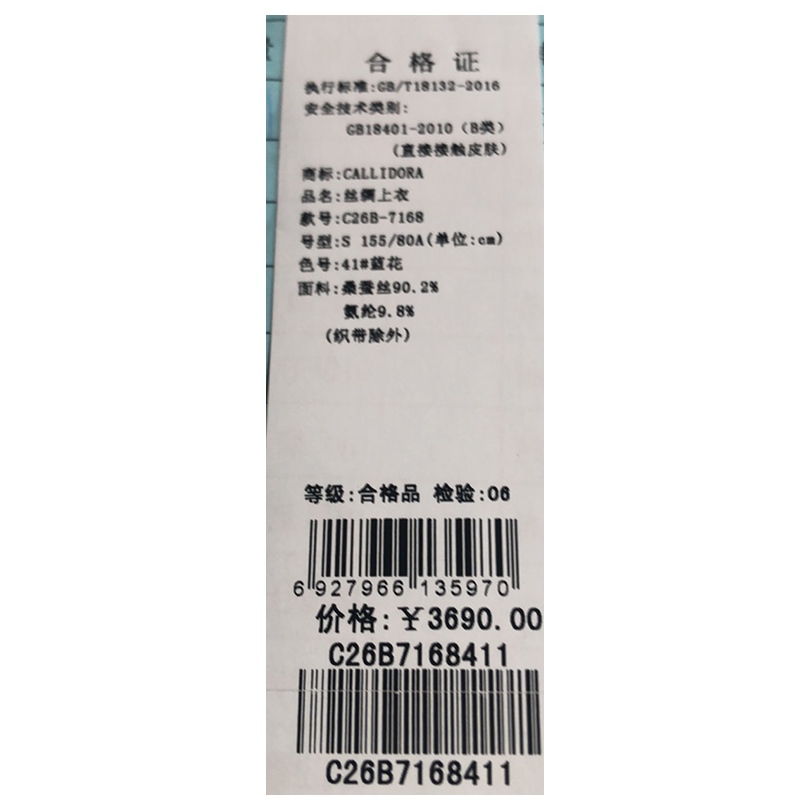 合格证
执行标准:GB/T18132-2016
安全技术类别:
GB18401-2010（B类）
(直接接触皮肤)
商标:CALLIDORA
品名:丝绸上衣
款号:C26B-7168
号型:S 155/80A(单位:cm)
色号:41#蓝花
面料:桑蚕丝90.2%
氨纶9.8%
(织带除外)
等级:合格品 检验:06
6 927966 135970
价格:￥3690.00
C26B7168411
C26B7168411